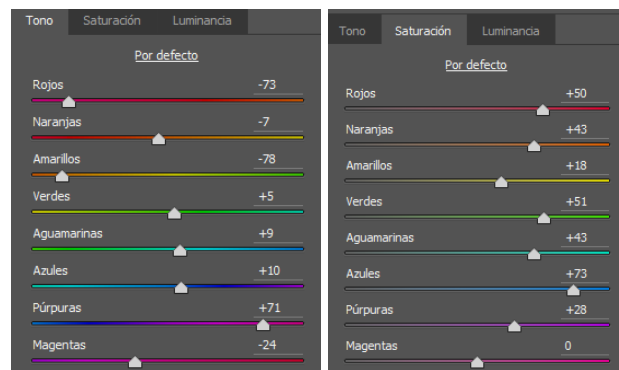 Tono Saturación Luminancia
Por defecto
Rojos -73
Naranjas -7
Amarillos -78
Verdes +5
Aguamarinas +9
Azules +10
Púrpuras +71
Magentas -24
Tono Saturación Luminancia
Por defecto
Rojos +50
Naranjas +43
Amarillos +18
Verdes +51
Aguamarinas +43
Azules +73
Púrpuras +28
Magentas 0